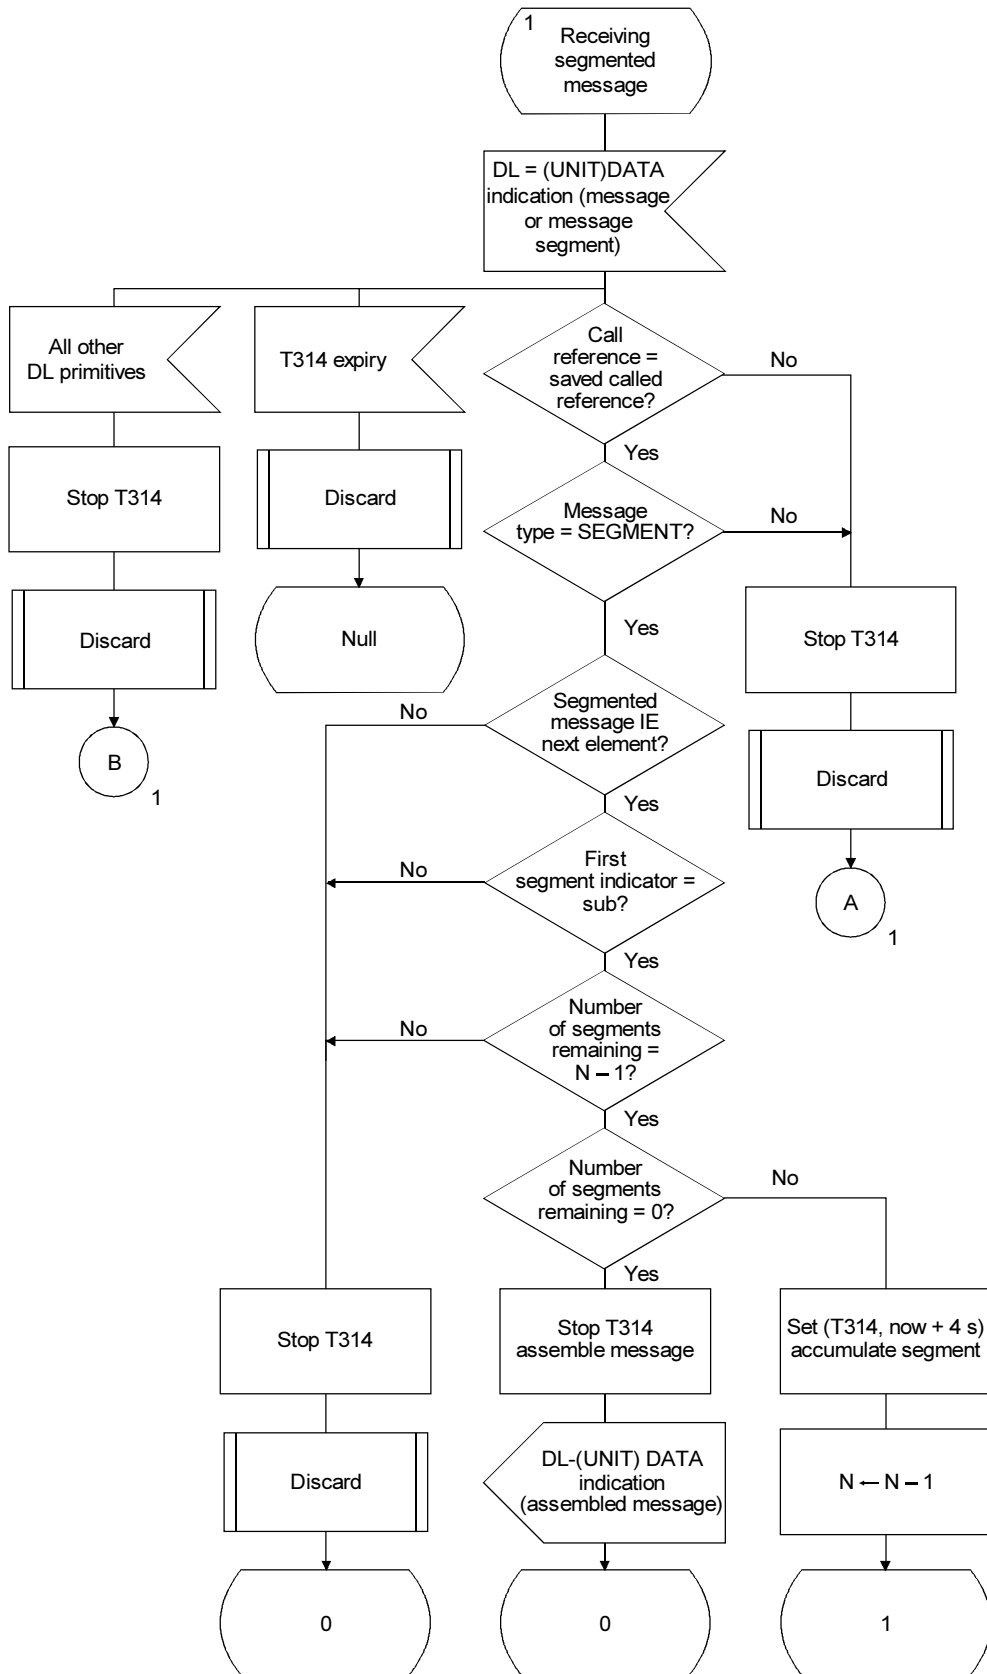 1
Receiving
segmented
message
DL = (UNIT)DATA
indication (message
or message
segment)
All other
DL primitives
T314 expiry
Call
reference =
saved called
reference?
No
Yes
Stop T314
Discard
Message
type = SEGMENT?
No
Yes
Discard
Null
Stop T314
B
1
No
Segmented
message IE
next element?
Yes
Discard
No
First
segment indicator =
sub?
Yes
A
1
No
Number
of segments
remaining =
N – 1?
Yes
Number
of segments
remaining = 0?
No
Yes
Stop T314
Stop T314
assemble message
Set (T314, now + 4 s)
accumulate segment
Discard
DL-(UNIT) DATA
indication
(assembled message)
N ← N – 1
0
0
1